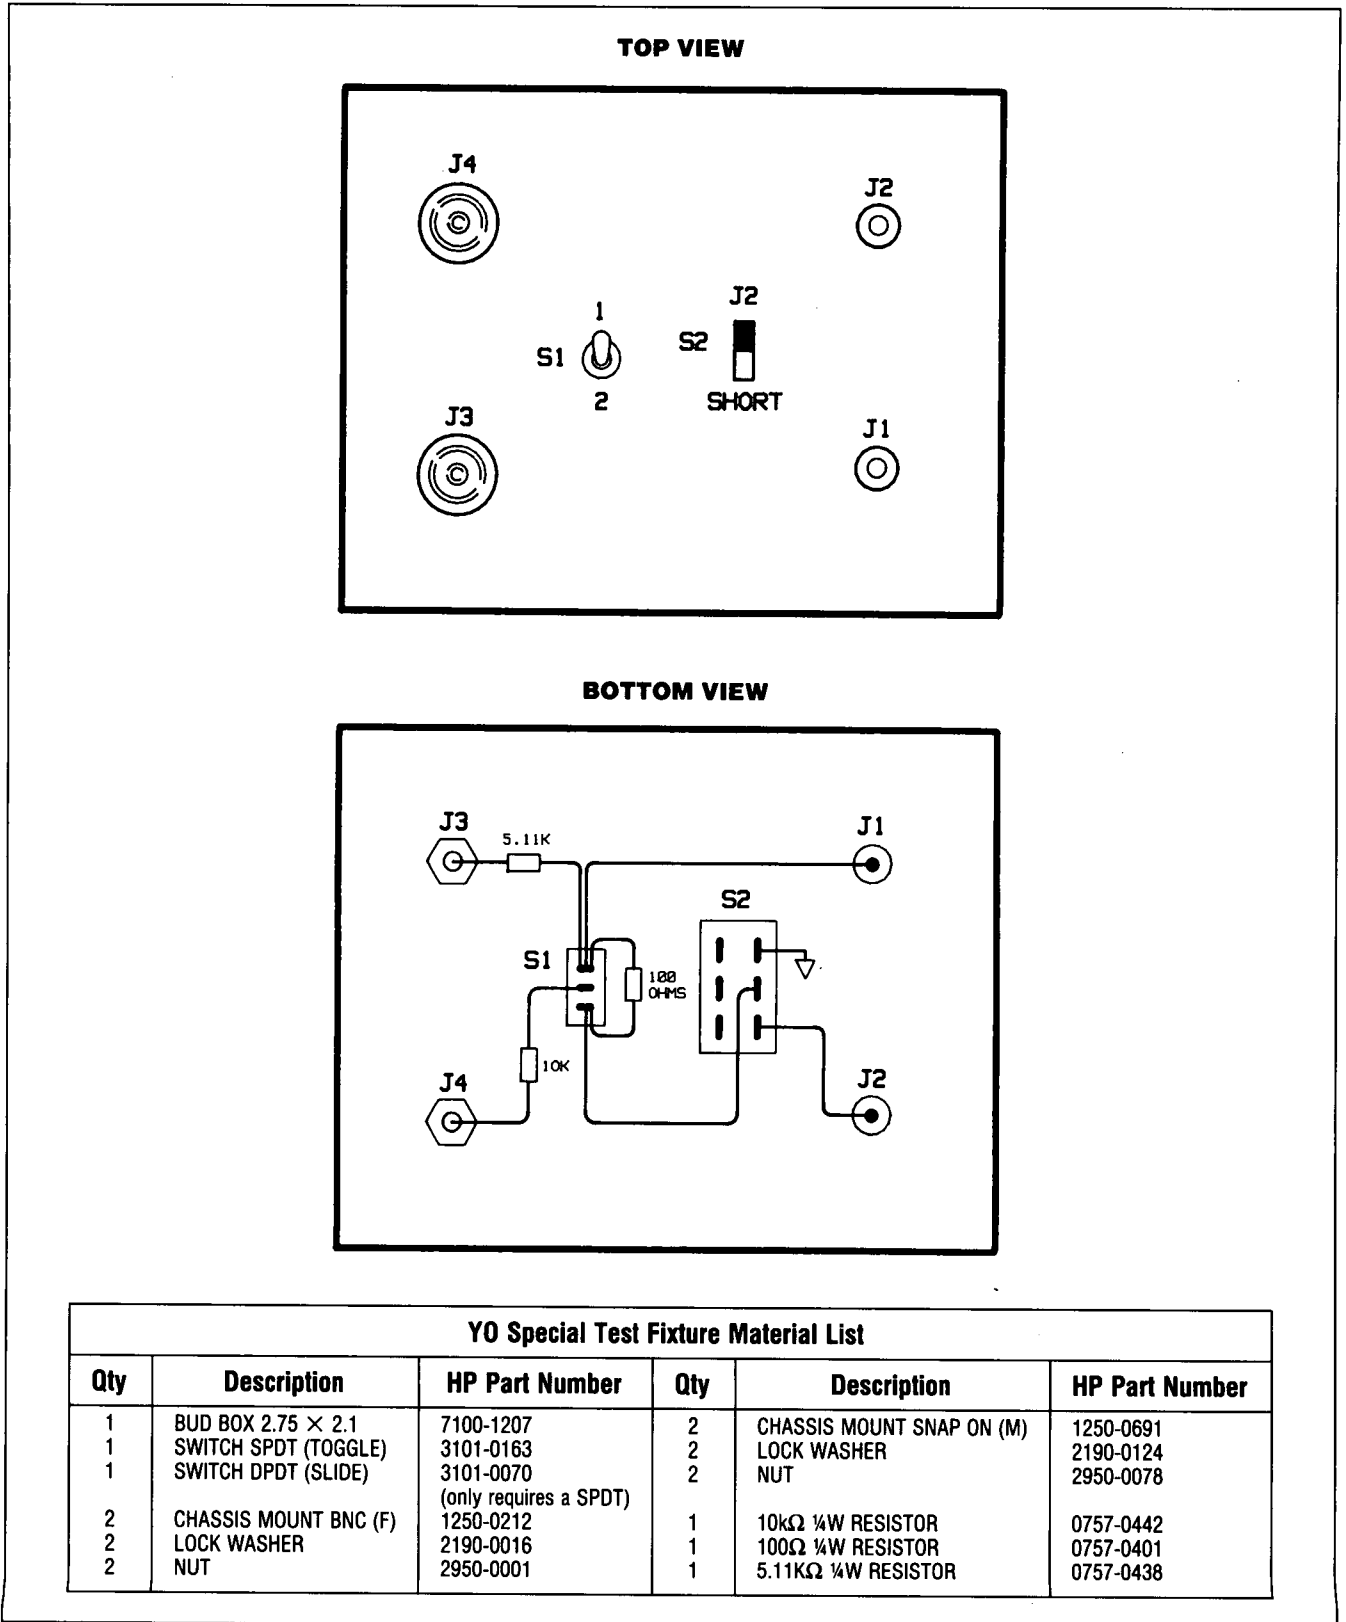 TOP VIEW
J4
J2
1
J2
S1
S2
2
SHORT
J3
J1
BOTTOM VIEW
J3
5.11K
J1
S2
S1
100
OHMS
10K
J4
J2
YO Special Test Fixture Material List
Qty Description HP Part Number Qty Description HP Part Number
1 BUD BOX 2.75 × 2.1 7100-1207 2 CHASSIS MOUNT SNAP ON (M) 1250-0691
1 SWITCH SPDT (TOGGLE) 3101-0163 2 LOCK WASHER 2190-0124
1 SWITCH DPDT (SLIDE) 3101-0070 2 NUT 2950-0078
(only requires a SPDT)
2 CHASSIS MOUNT BNC (F) 1250-0212 1 10kΩ ¼W RESISTOR 0757-0442
2 LOCK WASHER 2190-0016 1 100Ω ¼W RESISTOR 0757-0401
2 NUT 2950-0001 1 5.11KΩ ¼W RESISTOR 0757-0438